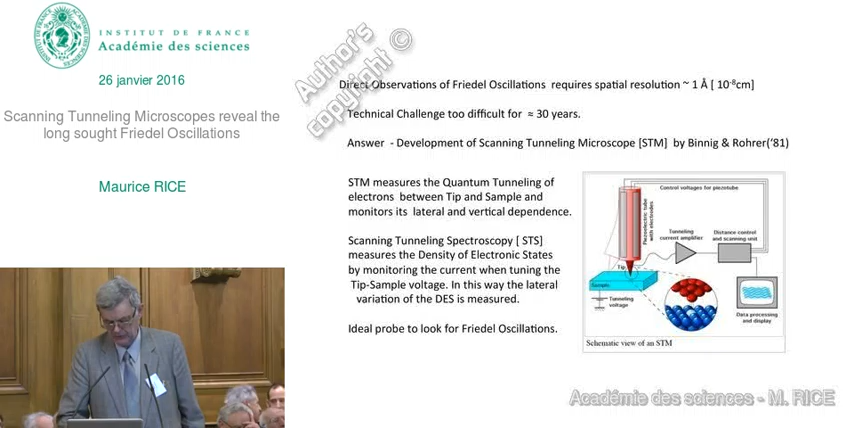 INSTITUT DE FRANCE
Académie des sciences
26 janvier 2016
Scanning Tunneling Microscopes reveal the
long sought Friedel Oscillations
Maurice RICE
Author's
copyright ©
Direct Observations of Friedel Oscillations requires spatial resolution ~ 1 Å [ 10⁻⁸cm]
Technical Challenge too difficult for ≈ 30 years.
Answer - Development of Scanning Tunneling Microscope [STM] by Binnig & Rohrer('81)
STM measures the Quantum Tunneling of
electrons between Tip and Sample and
monitors its lateral and vertical dependence.
Scanning Tunneling Spectroscopy [ STS]
measures the Density of Electronic States
by monitoring the current when tuning the
Tip-Sample voltage. In this way the lateral
variation of the DES is measured.
Ideal probe to look for Friedel Oscillations.
Control voltages for piezotube
Piezoelectric tube
with electrodes
Tunneling
current amplifier
Distance control
and scanning unit
Tip
Sample
Tunneling
voltage
Data processing
and display
Schematic view of an STM
Académie des sciences - M. RICE